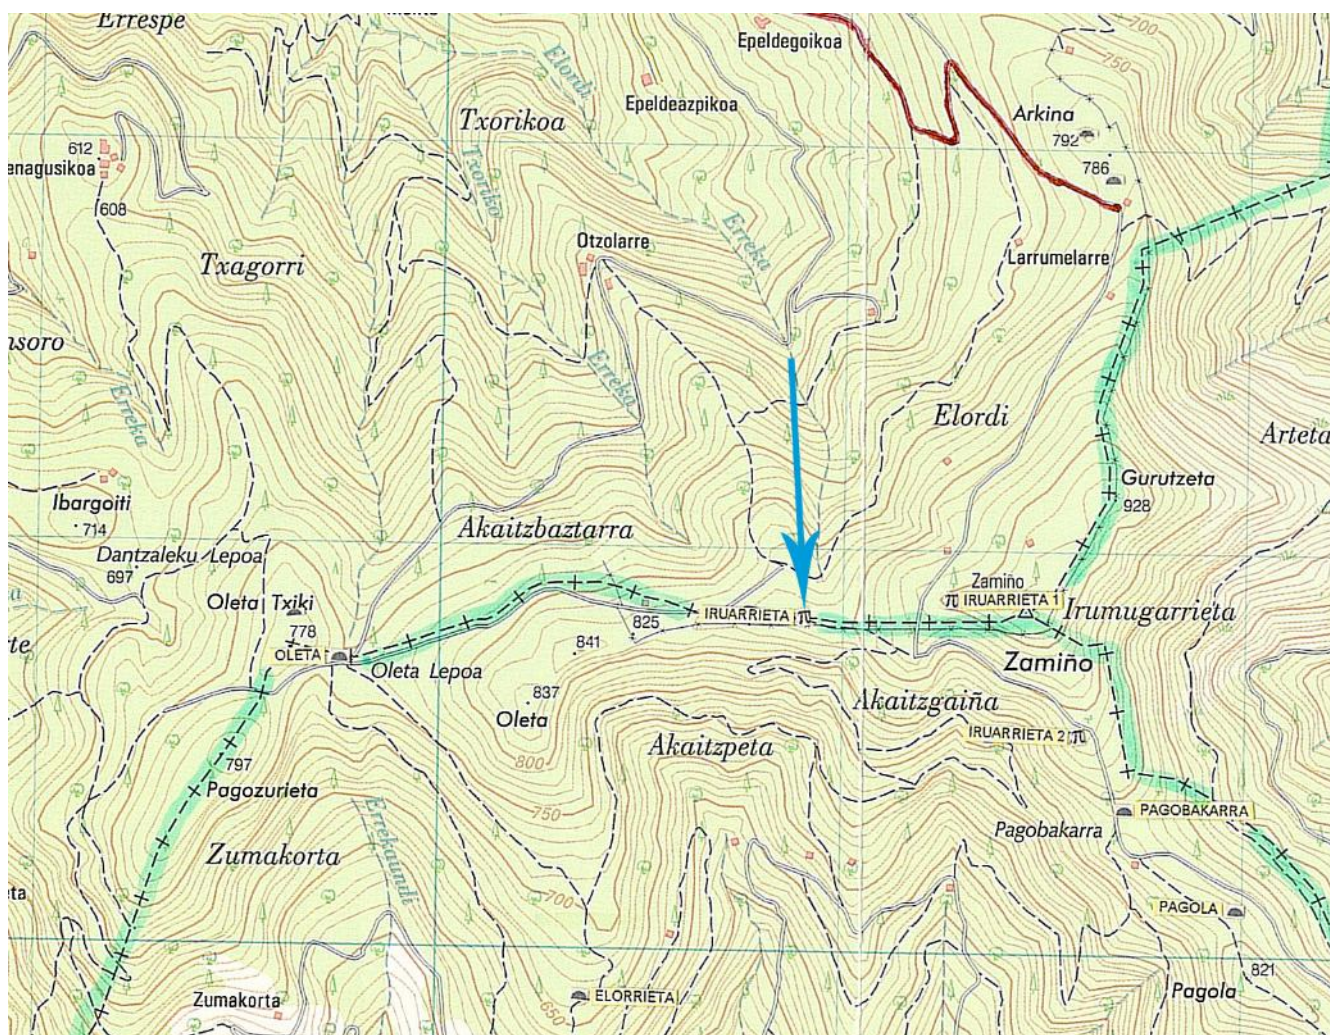 Errespe
Epeldegoikoa
700
750
Elordi
Epeldeazpikoa
Arkina
792
786
Txorikoa
612
enagusikoa
608
Txoriko
Erreka
Otzolarre
Txagorri
Larrumelarre
nsoro
Erreka
Erreka
Elordi
Arteta
Ibargoiti
714
Gurutzeta
928
Akaitzbaztarra
Dantzaleku Lepoa
697
Zamiño
IRUARRIETA 1
Irumugarrieta
Oleta Txiki
778
IRUARRIETA
825
841
OLETA
Oleta Lepoa
Zamiño
837
Oleta
Akaitzgaiña
IRUARRIETA 2
Akaitzpeta
800
797
Pagozurieta
750
PAGOBAKARRA
Pagobakarra
Zumakorta
Errekaundi
eta
700
PAGOLA
821
Pagola
Zumakorta
ELORRIETA
650